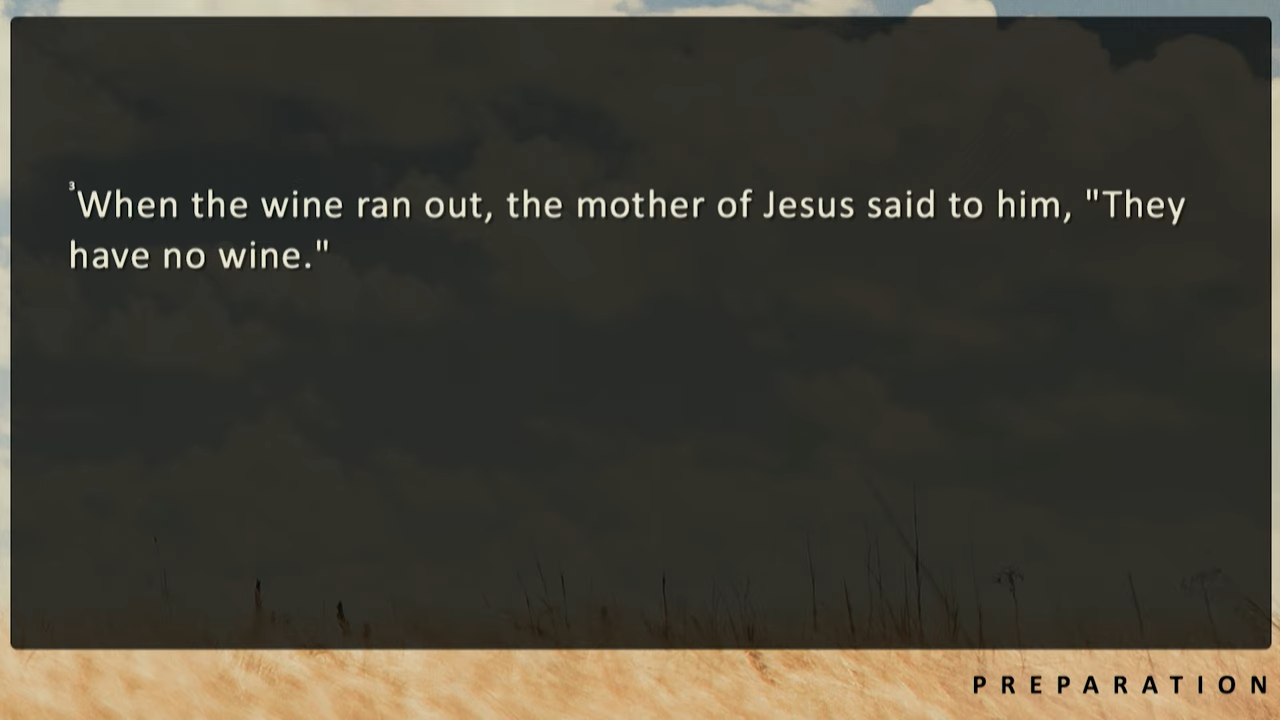 ³When the wine ran out, the mother of Jesus said to him, "They
have no wine."
PREPARATION